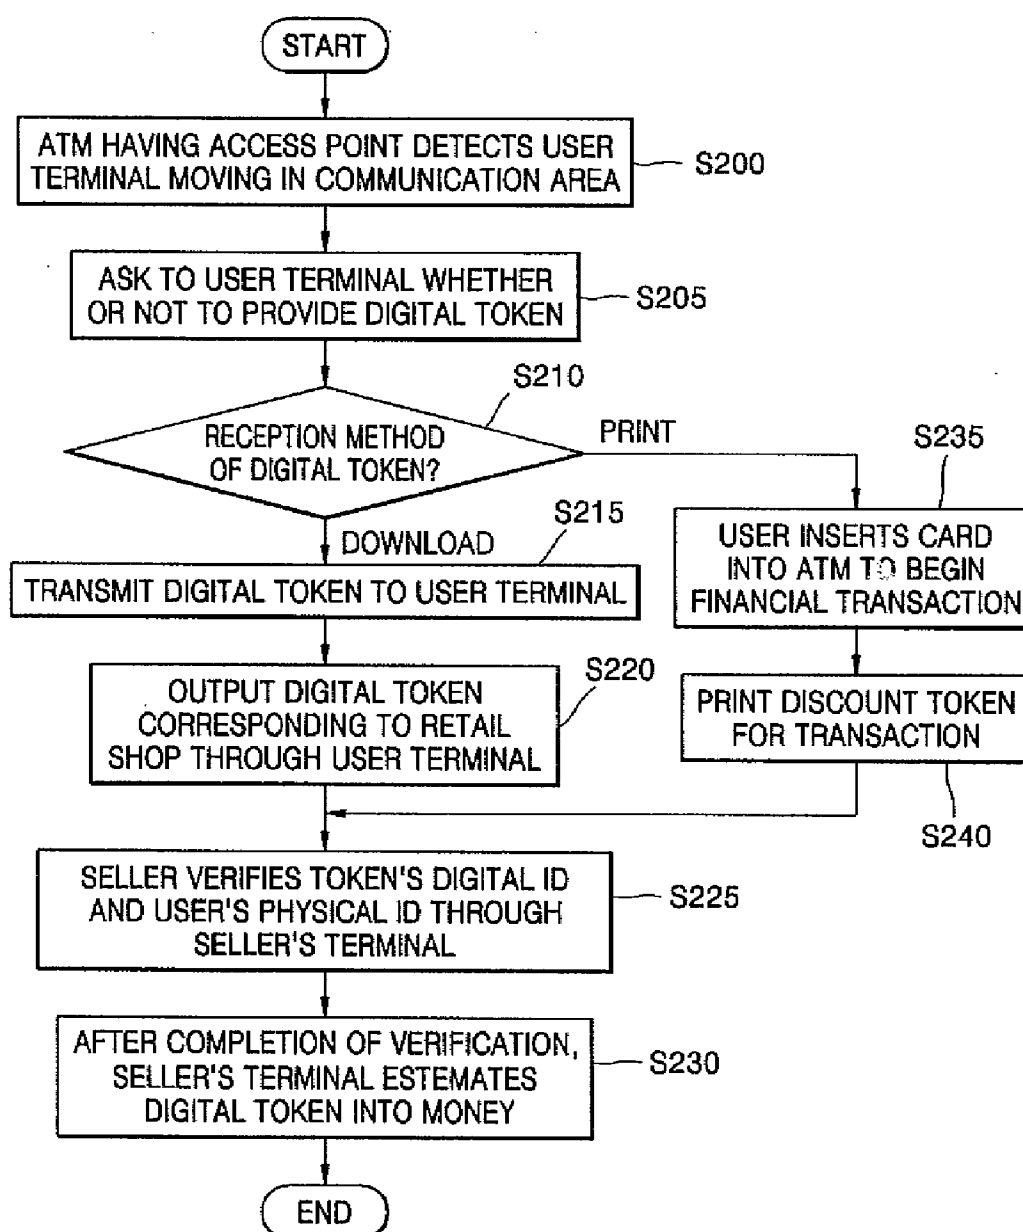 START
ATM HAVING ACCESS POINT DETECTS USER
TERMINAL MOVING IN COMMUNICATION AREA
S200
ASK TO USER TERMINAL WHETHER
OR NOT TO PROVIDE DIGITAL TOKEN
S205
S210
RECEPTION METHOD
OF DIGITAL TOKEN?
PRINT
S235
USER INSERTS CARD
INTO ATM TO BEGIN
FINANCIAL TRANSACTION
DOWNLOAD
S215
TRANSMIT DIGITAL TOKEN TO USER TERMINAL
S220
OUTPUT DIGITAL TOKEN
CORRESPONDING TO RETAIL
SHOP THROUGH USER TERMINAL
PRINT DISCOUNT TOKEN
FOR TRANSACTION
S240
SELLER VERIFIES TOKEN'S DIGITAL ID
AND USER'S PHYSICAL ID THROUGH
SELLER'S TERMINAL
S225
AFTER COMPLETION OF VERIFICATION,
SELLER'S TERMINAL ESTEMATES
DIGITAL TOKEN INTO MONEY
S230
END